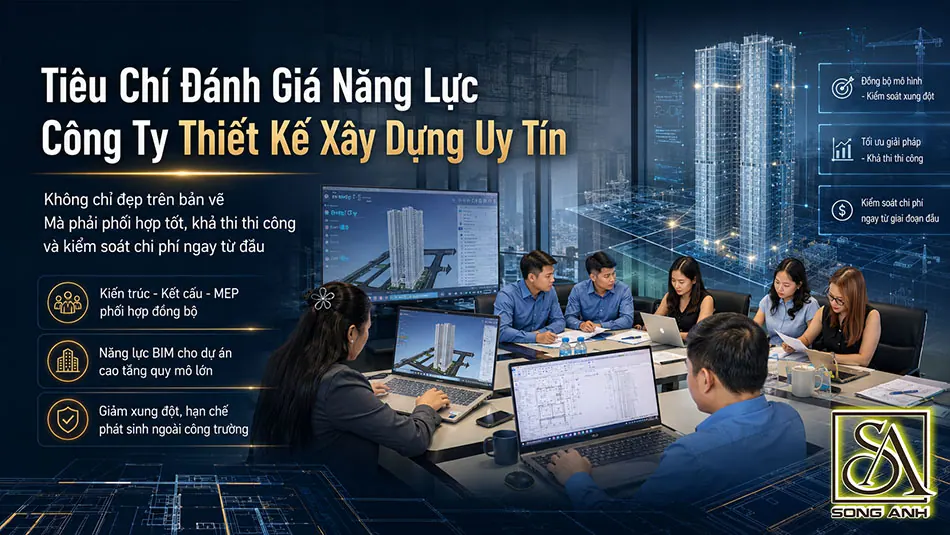 Tiêu Chí Đánh Giá Năng Lực
Công Ty Thiết Kế Xây Dựng Uy Tín
Không chỉ đẹp trên bản vẽ
Mà phải phối hợp tốt, khả thi thi công
và kiểm soát chi phí ngay từ đầu
Kiến trúc - Kết cấu - MEP
phối hợp đồng bộ
Năng lực BIM cho dự án
cao tầng quy mô lớn
Giảm xung đột, hạn chế
phát sinh ngoài công trường
Đồng bộ mô hình
- Kiểm soát xung đột
Tối ưu giải pháp
- Khả thi thi công
Kiểm soát chi phí
ngay từ giai đoạn đầu
SA
SONG ANH